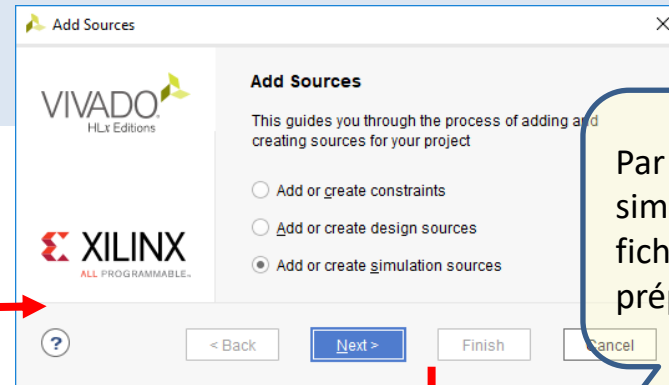 Add Sources
VIVADO
HLx Editions
XILINX
ALL PROGRAMMABLE.
Add Sources
This guides you through the process of adding and
creating sources for your project
Add or create constraints
Add or create design sources
Add or create simulation sources
Par
sim
fich
prép
?
< Back
Next >
Finish
Cancel